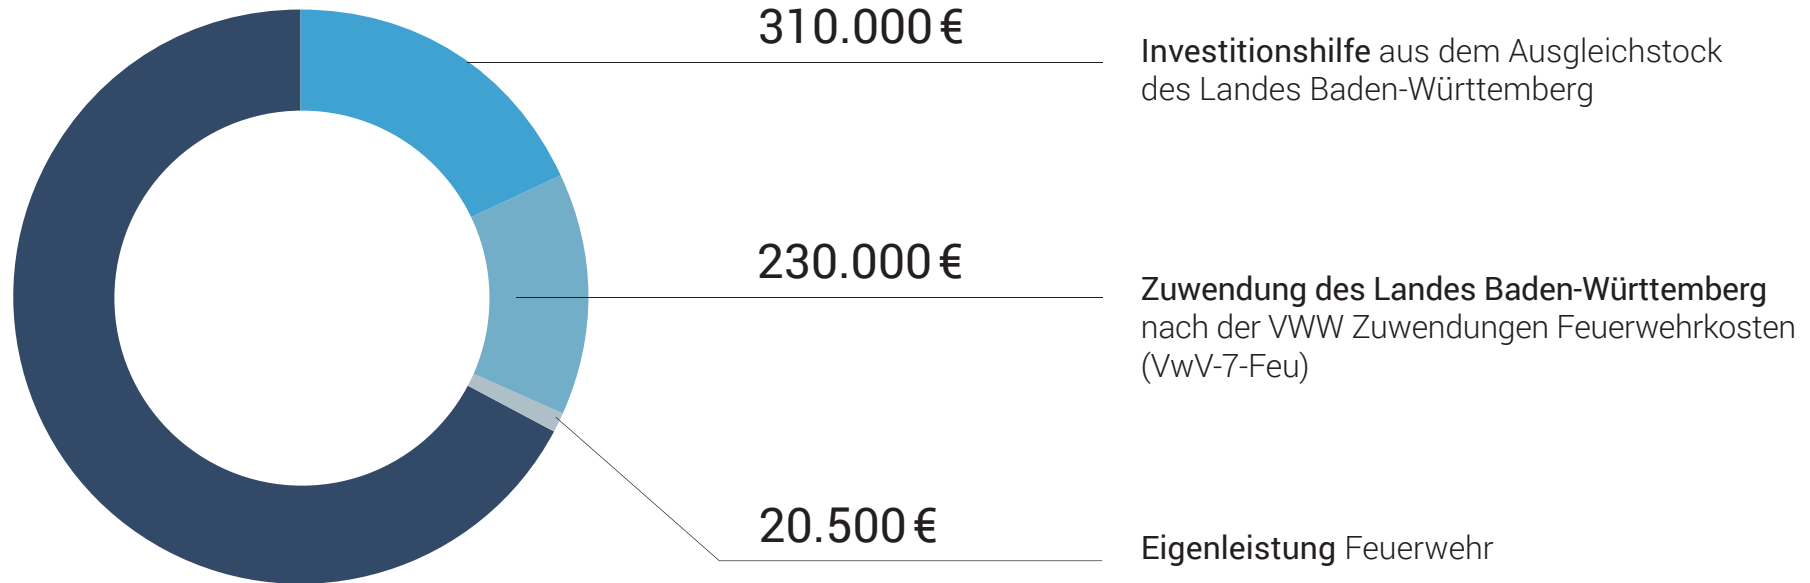 310.000 €
Investitionshilfe aus dem Ausgleichstock
des Landes Baden-Württemberg
230.000 €
Zuwendung des Landes Baden-Württemberg
nach der VWW Zuwendungen Feuerwehrkosten
(VwV-7-Feu)
20.500 €
Eigenleistung Feuerwehr